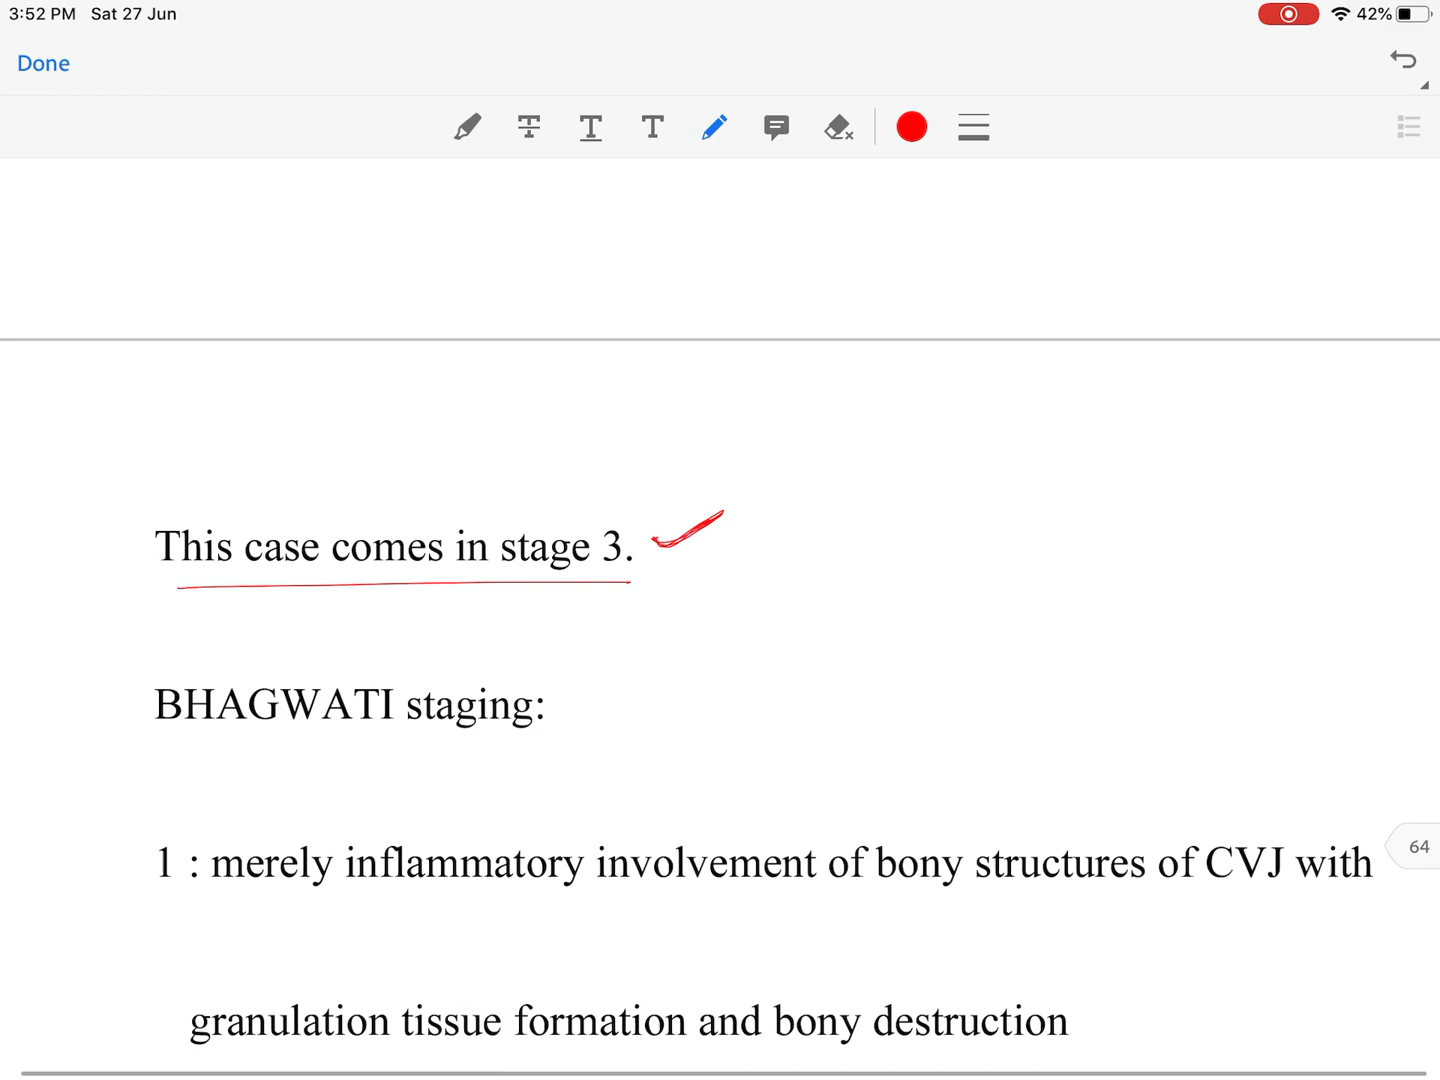 3:52 PM Sat 27 Jun 42%
Done
T T T
This case comes in stage 3.
BHAGWATI staging:
1 : merely inflammatory involvement of bony structures of CVJ with
64
granulation tissue formation and bony destruction